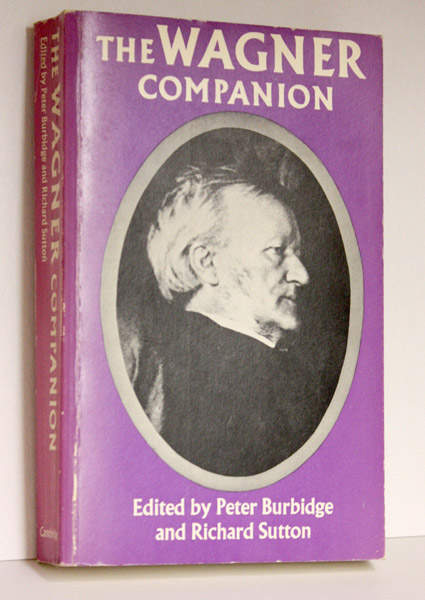 THE WAGNER
COMPANION
Edited by Peter Burbidge
and Richard Sutton
THE WAGNER COMPANION
Edited by Peter Burbidge and Richard Sutton